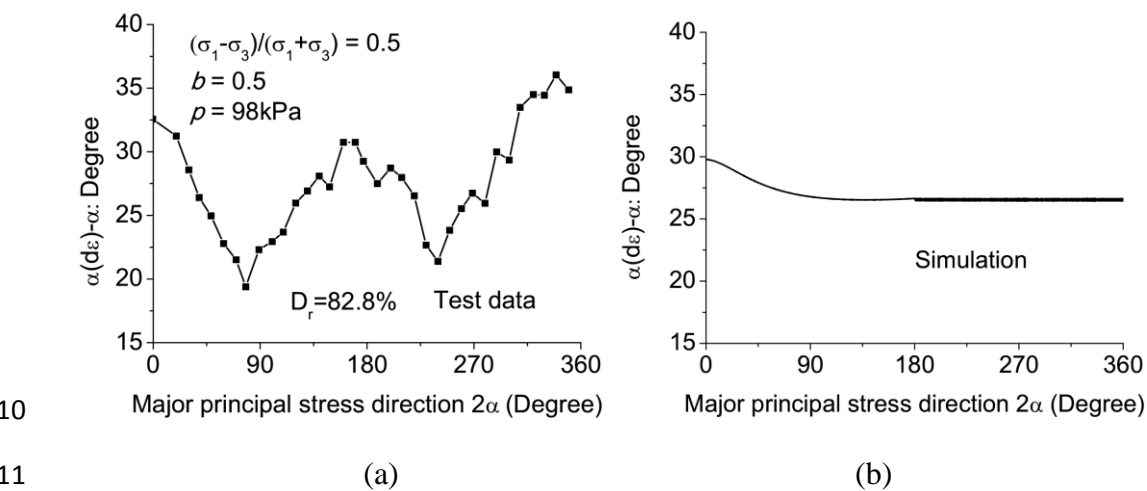 40
35
30
25
20
15
(σ₁-σ₃)/(σ₁+σ₃) = 0.5
b = 0.5
p = 98kPa
Dᵣ=82.8%
Test data
α(dε)-α: Degree
0
90
180
270
360
Major principal stress direction 2α (Degree)
40
35
30
25
20
15
Simulation
α(dε)-α: Degree
0
90
180
270
360
Major principal stress direction 2α (Degree)
10
11
(a)
(b)